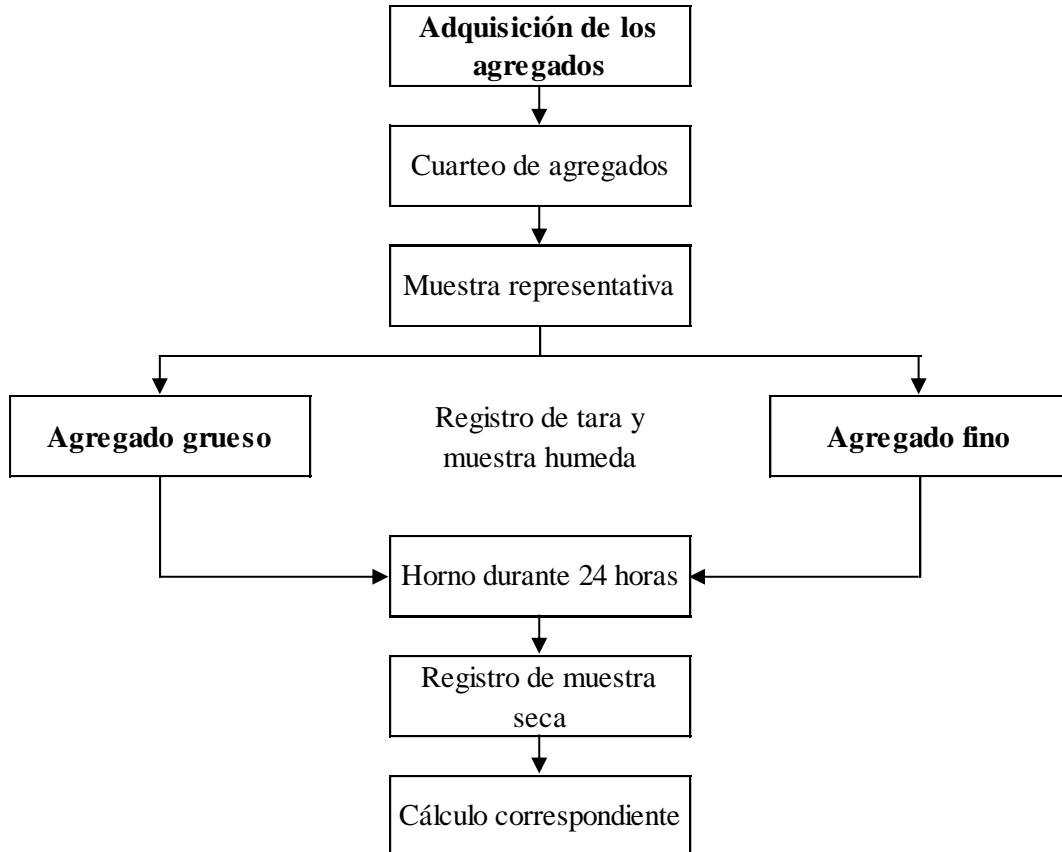 Adquisición de los
agregados
Cuarteo de agregados
Muestra representativa
Agregado grueso
Registro de tara y
muestra humeda
Agregado fino
Horno durante 24 horas
Registro de muestra
seca
Cálculo correspondiente